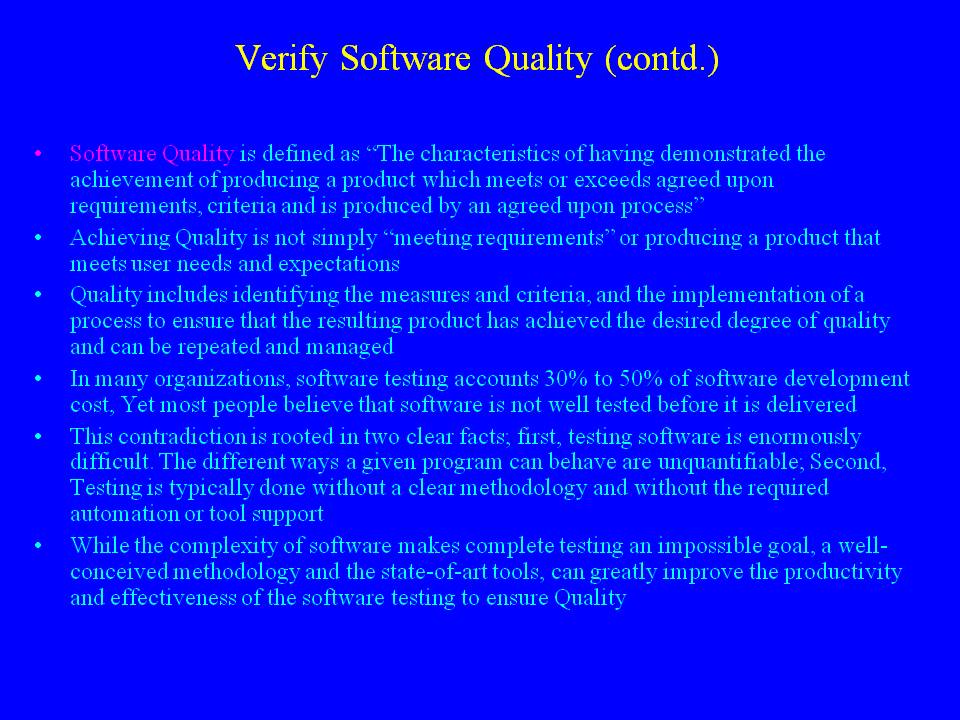 Verify Software Quality (contd.)
• Software Quality is defined as “The characteristics of having demonstrated the
achievement of producing a product which meets or exceeds agreed upon
requirements, criteria and is produced by an agreed upon process”
• Achieving Quality is not simply “meeting requirements” or producing a product that
meets user needs and expectations
• Quality includes identifying the measures and criteria, and the implementation of a
process to ensure that the resulting product has achieved the desired degree of quality
and can be repeated and managed
• In many organizations, software testing accounts 30% to 50% of software development
cost, Yet most people believe that software is not well tested before it is delivered
• This contradiction is rooted in two clear facts; first, testing software is enormously
difficult. The different ways a given program can behave are unquantifiable; Second,
Testing is typically done without a clear methodology and without the required
automation or tool support
• While the complexity of software makes complete testing an impossible goal, a well-
conceived methodology and the state-of-art tools, can greatly improve the productivity
and effectiveness of the software testing to ensure Quality